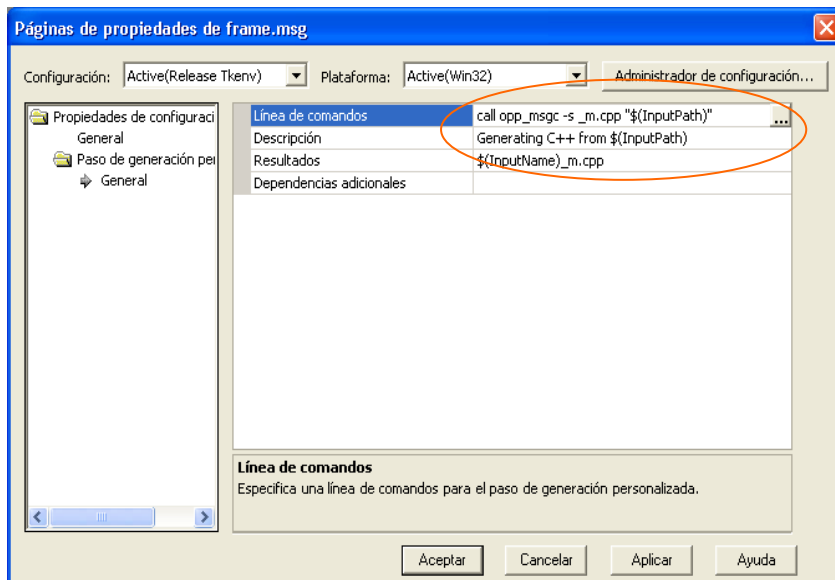 Páginas de propiedades de frame.msg
Configuración: Active(Release Tkenv) Plataforma: Active(Win32) Administrador de configuración...
Propiedades de configuraci
General
Paso de generación per
General
Línea de comandos call opp_msgc -s _m.cpp "$(InputPath)" ...
Descripción Generating C++ from $(InputPath)
Resultados $(InputName)_m.cpp
Dependencias adicionales
Línea de comandos
Especifica una línea de comandos para el paso de generación personalizada.
Aceptar Cancelar Aplicar Ayuda